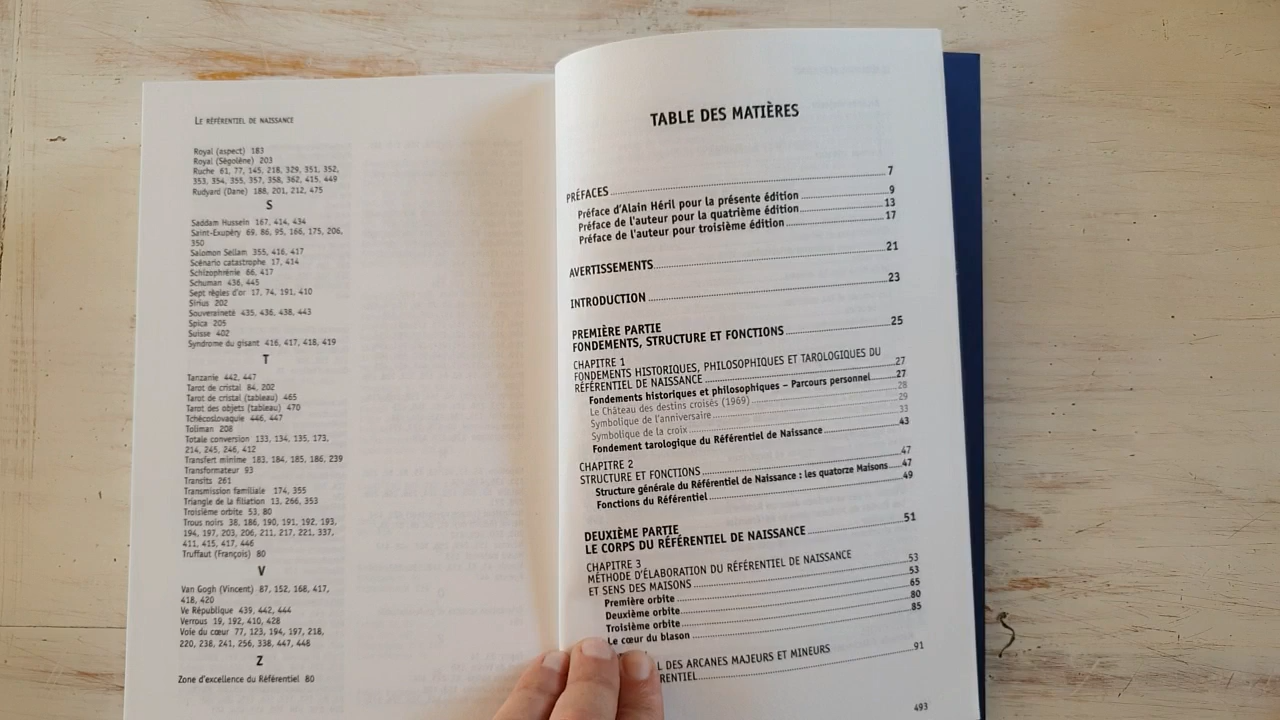 LE RÉFÉRENTIEL DE NAISSANCE
Royal (aspect) 183
Royal (Ségolène) 203
Ruche 61, 77, 145, 218, 329, 351, 352,
353, 354, 355, 357, 358, 362, 415, 449
Rudyard (Dane) 188, 201, 212, 475
S
Saddam Hussein 167, 414, 434
Saint-Exupéry 69, 86, 95, 166, 175, 206,
350
Salomon Sellam 355, 416, 417
Scénario catastrophe 17, 414
Schizophrénie 66, 417
Schuman 436, 445
Sept règles d'or 17, 74, 191, 410
Sirius 202
Souveraineté 435, 436, 438, 443
Spica 205
Suisse 402
Syndrome du gisant 416, 417, 418, 419
T
Tanzanie 442, 447
Tarot de cristal 84, 202
Tarot de cristal (tableau) 465
Tarot des objets (tableau) 470
Tchécoslovaquie 446, 447
Toliman 208
Totale conversion 133, 134, 135, 173,
214, 245, 246, 412
Transfert minime 183, 184, 185, 186, 239
Transformateur 93
Transits 261
Transmission familiale 174, 355
Triangle de la filiation 13, 266, 353
Troisième orbite 53, 80
Trous noirs 38, 186, 190, 191, 192, 193,
194, 197, 203, 206, 211, 217, 221, 337,
411, 415, 417, 446
Truffaut (François) 80
V
Van Gogh (Vincent) 87, 152, 168, 417,
418, 420
Ve République 439, 442, 444
Verrous 19, 192, 410, 428
Voie du cœur 77, 123, 194, 197, 218,
220, 238, 241, 256, 338, 447, 448
Z
Zone d'excellence du Référentiel 80
TABLE DES MATIÈRES
PRÉFACES 7
Préface d'Alain Héril pour la présente édition 9
Préface de l'auteur pour la quatrième édition 13
Préface de l'auteur pour troisième édition 17
AVERTISSEMENTS 21
INTRODUCTION 23
PREMIÈRE PARTIE
FONDEMENTS, STRUCTURE ET FONCTIONS 25
CHAPITRE 1
FONDEMENTS HISTORIQUES, PHILOSOPHIQUES ET TAROLOGIQUES DU
RÉFÉRENTIEL DE NAISSANCE 27
Fondements historiques et philosophiques – Parcours personnel 27
Le Château des destins croisés (1969) 28
Symbolique de l'anniversaire 29
Symbolique de la croix 33
Fondement tarologique du Référentiel de Naissance 43
CHAPITRE 2
STRUCTURE ET FONCTIONS 47
Structure générale du Référentiel de Naissance : les quatorze Maisons 47
Fonctions du Référentiel 49
DEUXIÈME PARTIE
LE CORPS DU RÉFÉRENTIEL DE NAISSANCE 51
CHAPITRE 3
MÉTHODE D'ÉLABORATION DU RÉFÉRENTIEL DE NAISSANCE
ET SENS DES MAISONS 53
Première orbite 53
Deuxième orbite 65
Troisième orbite 80
Le cœur du blason 85
L DES ARCANES MAJEURS ET MINEURS
RENTIEL 91
493